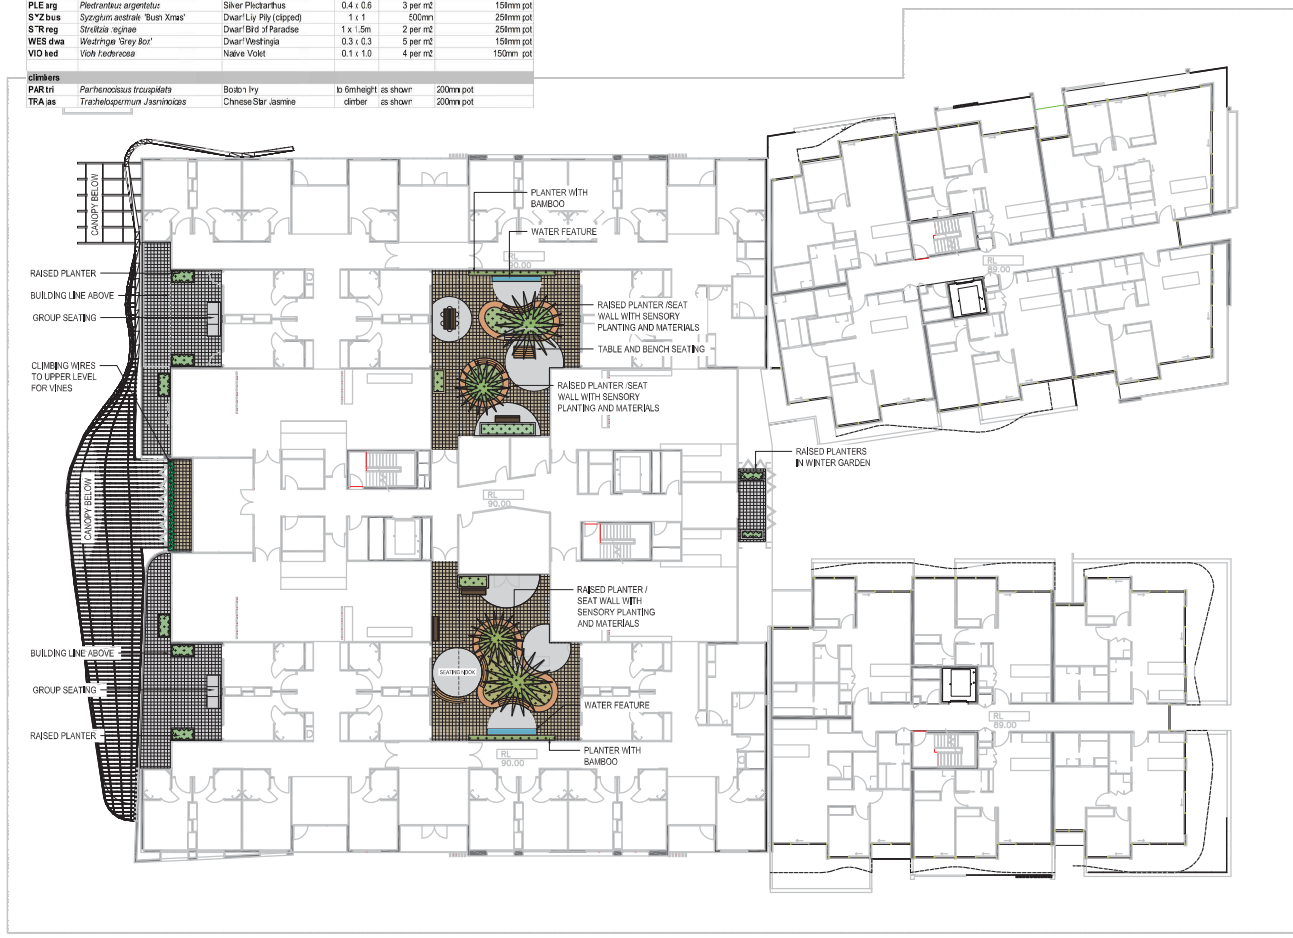 PLE arg Plectranthus argentatus Silver Plectranthus 0.4 x 0.6 3 per m2 150mm pot
SYZ bus Syzygium australe 'Bush Xmas' Dwarf Lily Pily (clipped) 1 x 1 500mm 250mm pot
STR reg Strelitzia reginae Dwarf Bird of Paradise 1 x 1.5m 2 per m2 250mm pot
WES dwa Westringia 'Grey Box' Dwarf Westringia 0.3 x 0.3 5 per m2 150mm pot
VIO hed Viola hederacea Native Violet 0.1 x 1.0 4 per m2 150mm pot
climbers
PAR tri Parthenocissus tricuspidata Boston Ivy to 6m height as shown 200mm pot
TRA jas Trachelospermum Jasminoides Chinese Star Jasmine climber as shown 200mm pot
CANOPY BELOW
PLANTER WITH
BAMBOO
WATER FEATURE
RL
90.00
RL
89.00
RAISED PLANTER
BUILDING LINE ABOVE
GROUP SEATING
RAISED PLANTER /SEAT
WALL WITH SENSORY
PLANTING AND MATERIALS
TABLE AND BENCH SEATING
CLIMBING WIRES
TO UPPER LEVEL
FOR VINES
RAISED PLANTER /SEAT
WALL WITH SENSORY
PLANTING AND MATERIALS
RAISED PLANTERS
IN WINTER GARDEN
CANOPY BELOW
RL
90.00
RAISED PLANTER /
SEAT WALL WITH
SENSORY PLANTING
AND MATERIALS
BUILDING LINE ABOVE
SEATING NOOK
GROUP SEATING
WATER FEATURE
RL
89.00
RAISED PLANTER
PLANTER WITH
BAMBOO
RL
90.00